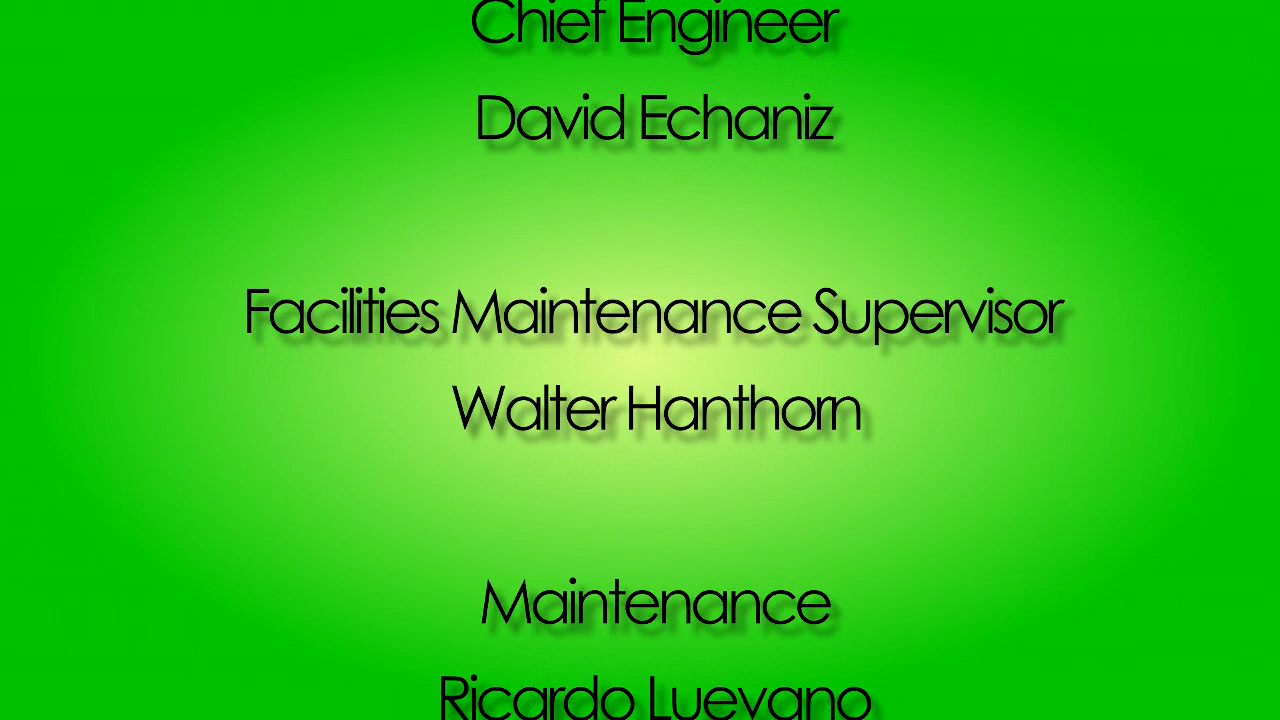 Chief Engineer
David Echaniz
Facilities Maintenance Supervisor
Walter Hanthorn
Maintenance
Ricardo Luevano